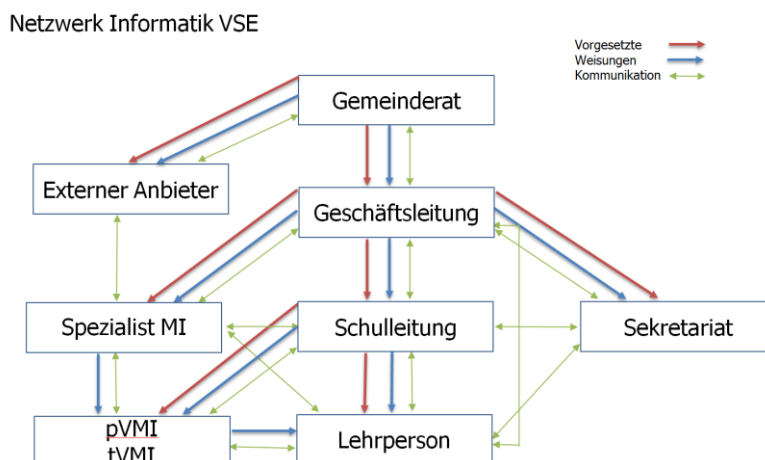 Netzwerk Informatik VSE
Vorgesetzte
Weisungen
Kommunikation
Gemeinderat
Externer Anbieter
Geschäftsleitung
Spezialist MI
Schulleitung
Sekretariat
pVMI
tVMI
Lehrperson